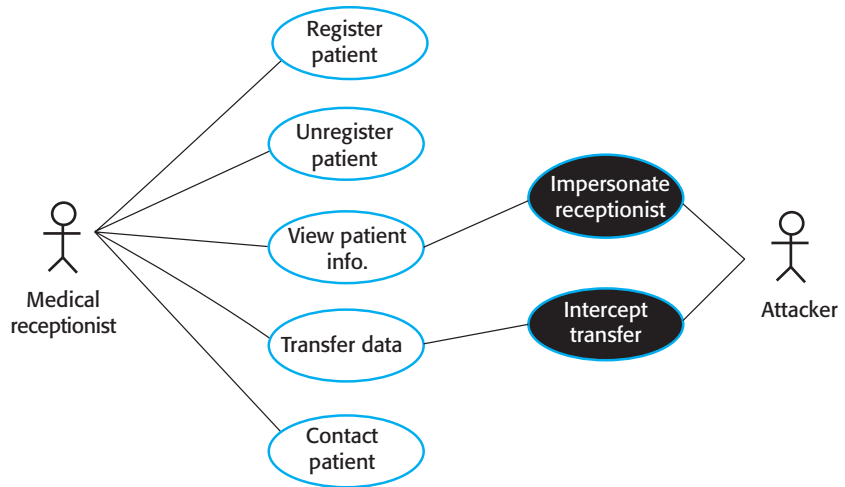 Register
patient
Unregister
patient
Impersonate
receptionist
View patient
info.
Medical
receptionist
Intercept
transfer
Attacker
Transfer data
Contact
patient